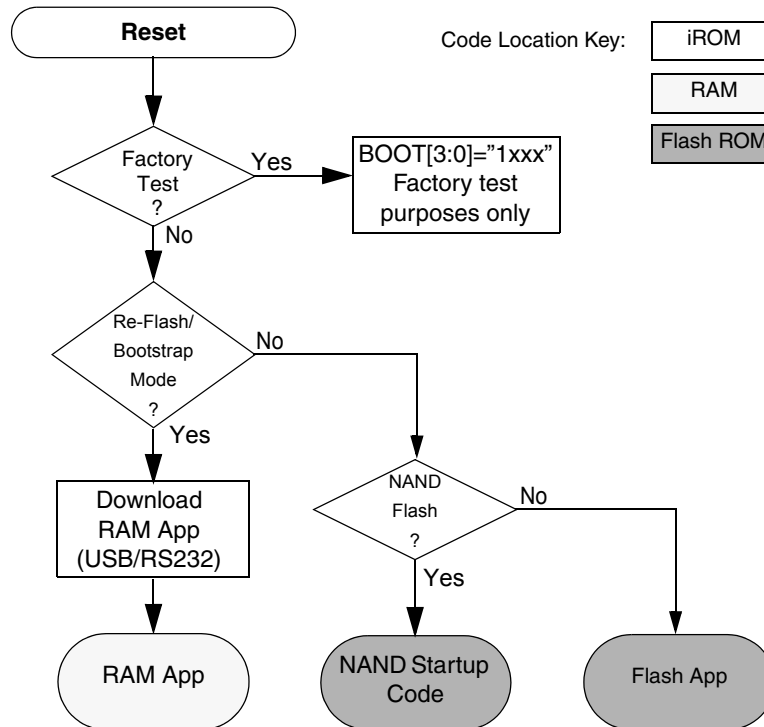 Reset
Code Location Key:
iROM
RAM
Flash ROM
Factory
Test
?
Yes
BOOT[3:0]=”1xxx”
Factory test
purposes only
No
Re-Flash/
Bootstrap
Mode
?
No
Yes
Download
RAM App
(USB/RS232)
NAND
Flash
?
No
Yes
RAM App
NAND Startup
Code
Flash App